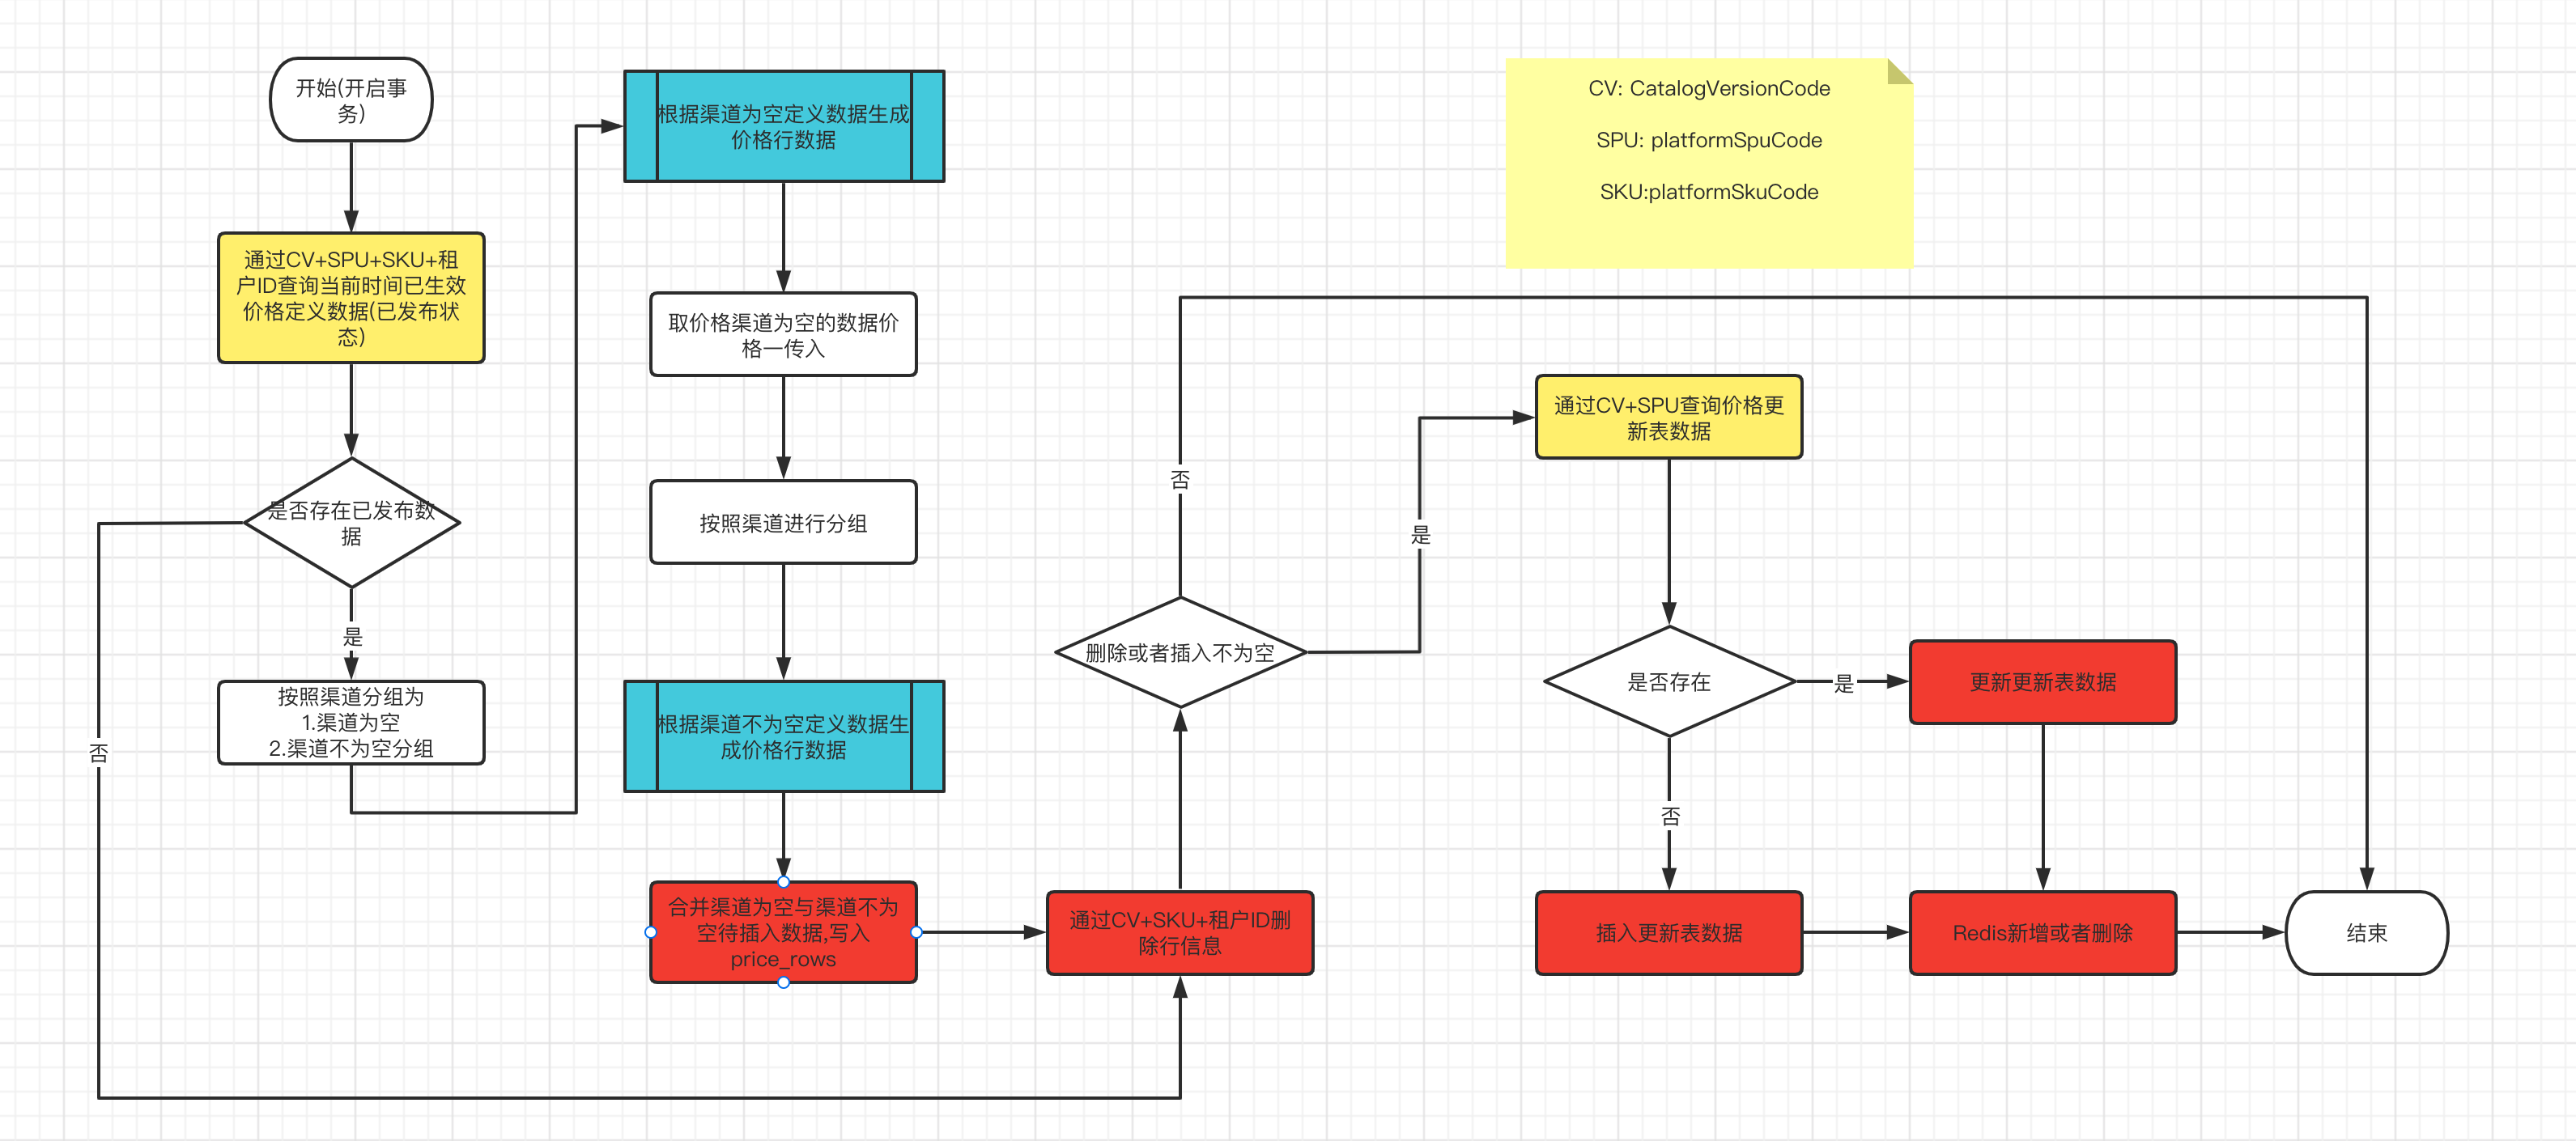 开始(开启事
务)
通过CV+SPU+SKU+租
户ID查询当前时间已生效
价格定义数据(已发布状
态)
是否存在已发布数
据
是
否
按照渠道分组为
1.渠道为空
2.渠道不为空分组
根据渠道为空定义数据生成
价格行数据
取价格渠道为空的数据价
格一传入
按照渠道进行分组
根据渠道不为空定义数据生
成价格行数据
合并渠道为空与渠道不为
空待插入数据,写入
price_rows
通过CV+SKU+租户ID删
除行信息
删除或者插入不为空
否
是
CV: CatalogVersionCode
SPU: platformSpuCode
SKU:platformSkuCode
通过CV+SPU查询价格更
新表数据
是否存在
是
否
更新更新表数据
插入更新表数据
Redis新增或者删除
结束